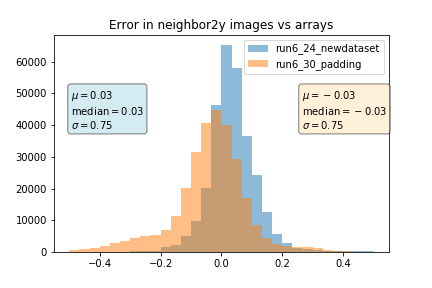 Error in neighbor2y images vs arrays
run6_24_newdataset
run6_30_padding
μ = 0.03
median = 0.03
σ = 0.75
μ = −0.03
median = −0.03
σ = 0.75
60000
50000
40000
30000
20000
10000
0
−0.4
−0.2
0.0
0.2
0.4